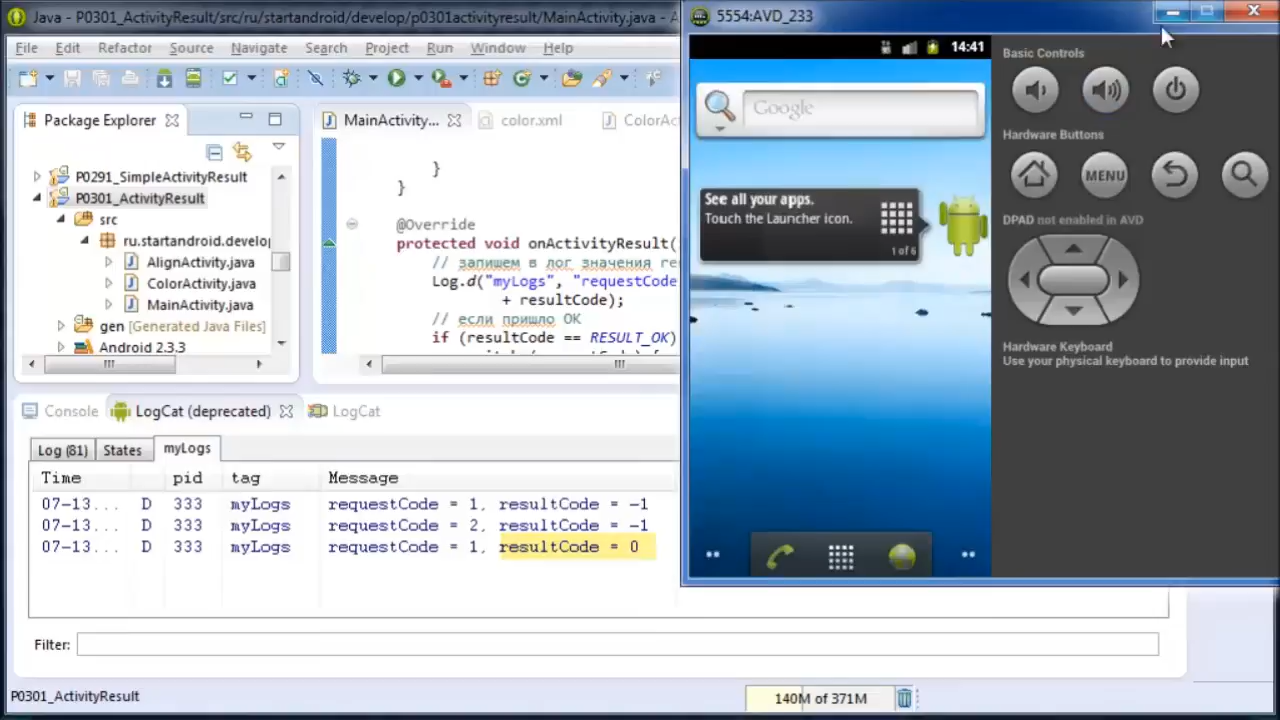 Java - P0301_ActivityResult/src/ru/startandroid/develop/p0301activityresult/MainActivity.java -
File Edit Refactor Source Navigate Search Project Run Window Help
Package Explorer
P0291_SimpleActivityResult
P0301_ActivityResult
src
ru.startandroid.develop
AlignActivity.java
ColorActivity.java
MainActivity.java
gen [Generated Java Files]
Android 2.3.3
MainActivity... color.xml ColorAc
}
}
@Override
protected void onActivityResult(
// запишем в лог значения
Log.d("myLogs", "requestCode
+ resultCode);
// если пришло ОК
if (resultCode == RESULT_OK)
Console LogCat (deprecated) LogCat
Log (81) States myLogs
Time pid tag Message
07-13... D 333 myLogs requestCode = 1, resultCode = -1
07-13... D 333 myLogs requestCode = 2, resultCode = -1
07-13... D 333 myLogs requestCode = 1, resultCode = 0
Filter:
P0301_ActivityResult
140M of 371M
5554:AVD_233
14:41
Google
See all your apps.
Touch the Launcher icon.
1 of 6
Basic Controls
Hardware Buttons
MENU
DPAD not enabled in AVD
Hardware Keyboard
Use your physical keyboard to provide input